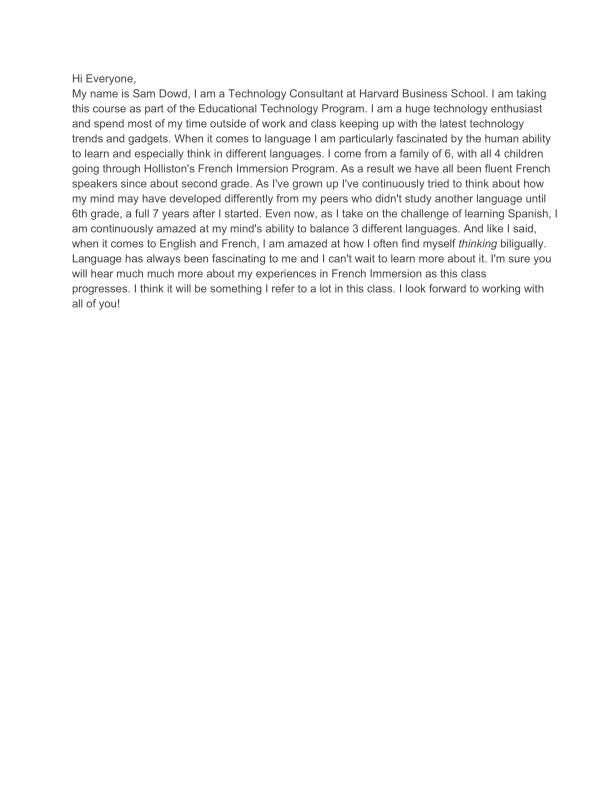 Hi Everyone,
My name is Sam Dowd, I am a Technology Consultant at Harvard Business School. I am taking
this course as part of the Educational Technology Program. I am a huge technology enthusiast
and spend most of my time outside of work and class keeping up with the latest technology
trends and gadgets. When it comes to language I am particularly fascinated by the human ability
to learn and especially think in different languages. I come from a family of 6, with all 4 children
going through Holliston's French Immersion Program. As a result we have all been fluent French
speakers since about second grade. As I've grown up I've continuously tried to think about how
my mind may have developed differently from my peers who didn't study another language until
6th grade, a full 7 years after I started. Even now, as I take on the challenge of learning Spanish, I
am continuously amazed at my mind's ability to balance 3 different languages. And like I said,
when it comes to English and French, I am amazed at how I often find myself thinking biligually.
Language has always been fascinating to me and I can't wait to learn more about it. I'm sure you
will hear much much more about my experiences in French Immersion as this class
progresses. I think it will be something I refer to a lot in this class. I look forward to working with
all of you!